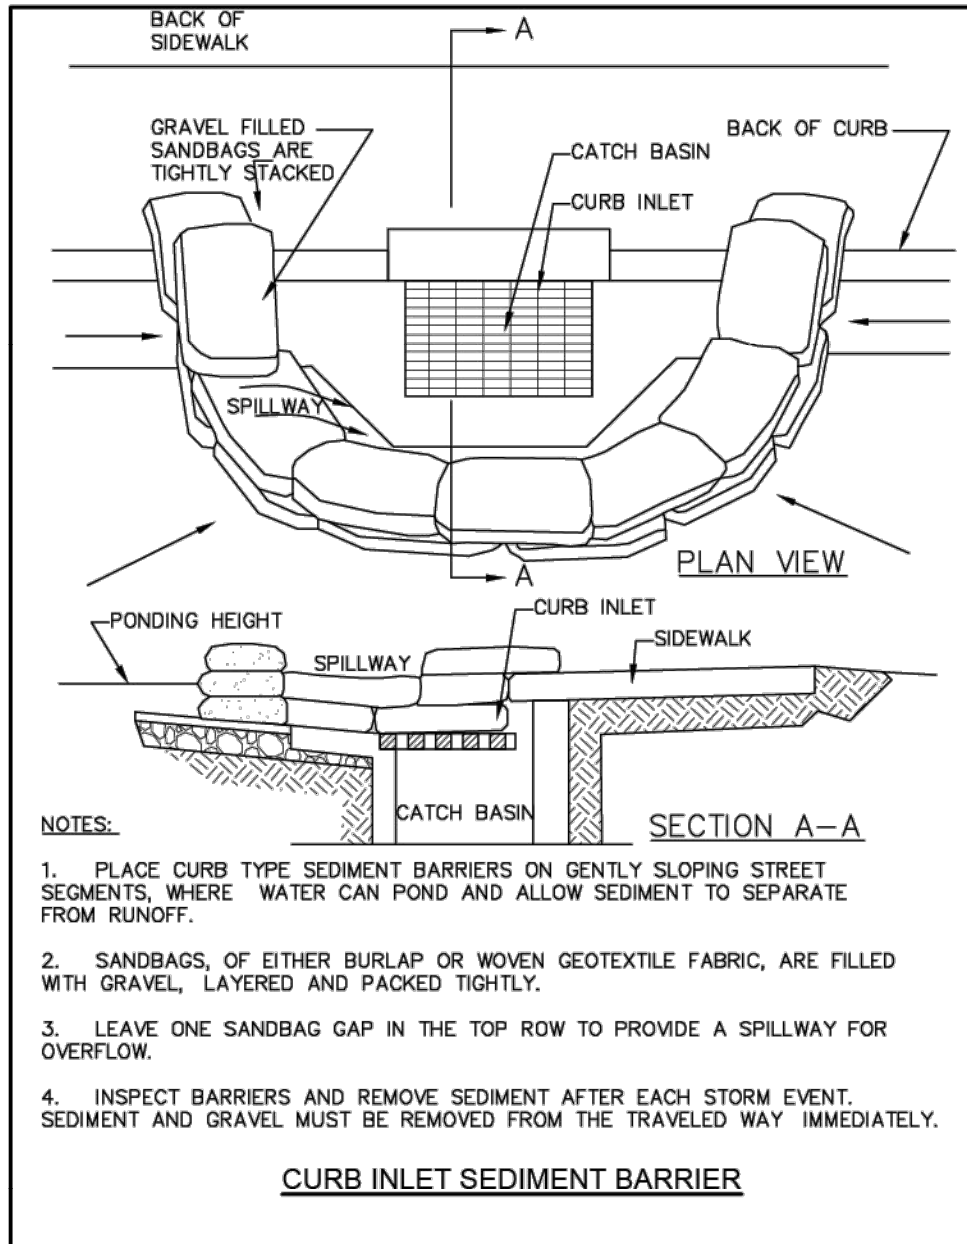 BACK OF
SIDEWALK
A
GRAVEL FILLED
SANDBAGS ARE
TIGHTLY STACKED
BACK OF CURB
CATCH BASIN
CURB INLET
SPILLWAY
PLAN VIEW
A
PONDING HEIGHT
CURB INLET
SIDEWALK
SPILLWAY
CATCH BASIN
SECTION A-A
NOTES:
1. PLACE CURB TYPE SEDIMENT BARRIERS ON GENTLY SLOPING STREET
SEGMENTS, WHERE WATER CAN POND AND ALLOW SEDIMENT TO SEPARATE
FROM RUNOFF.
2. SANDBAGS, OF EITHER BURLAP OR WOVEN GEOTEXTILE FABRIC, ARE FILLED
WITH GRAVEL, LAYERED AND PACKED TIGHTLY.
3. LEAVE ONE SANDBAG GAP IN THE TOP ROW TO PROVIDE A SPILLWAY FOR
OVERFLOW.
4. INSPECT BARRIERS AND REMOVE SEDIMENT AFTER EACH STORM EVENT.
SEDIMENT AND GRAVEL MUST BE REMOVED FROM THE TRAVELED WAY IMMEDIATELY.
CURB INLET SEDIMENT BARRIER